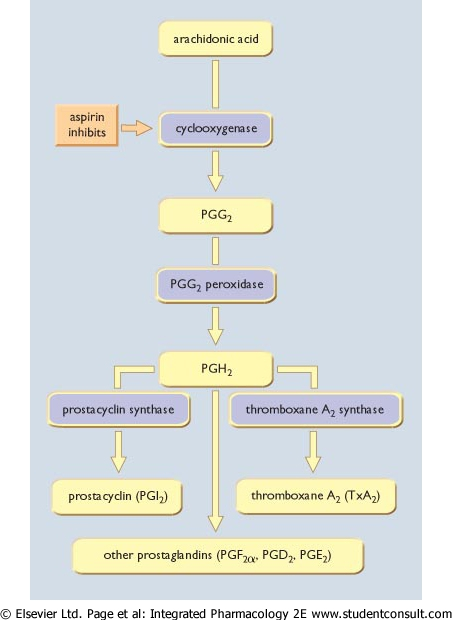 arachidonic acid
aspirin
inhibits
cyclooxygenase
PGG₂
PGG₂ peroxidase
PGH₂
prostacyclin synthase
thromboxane A₂ synthase
prostacyclin (PGI₂)
thromboxane A₂ (TxA₂)
other prostaglandins (PGF₂α, PGD₂, PGE₂)
© Elsevier Ltd. Page et al: Integrated Pharmacology 2E www.studentconsult.com